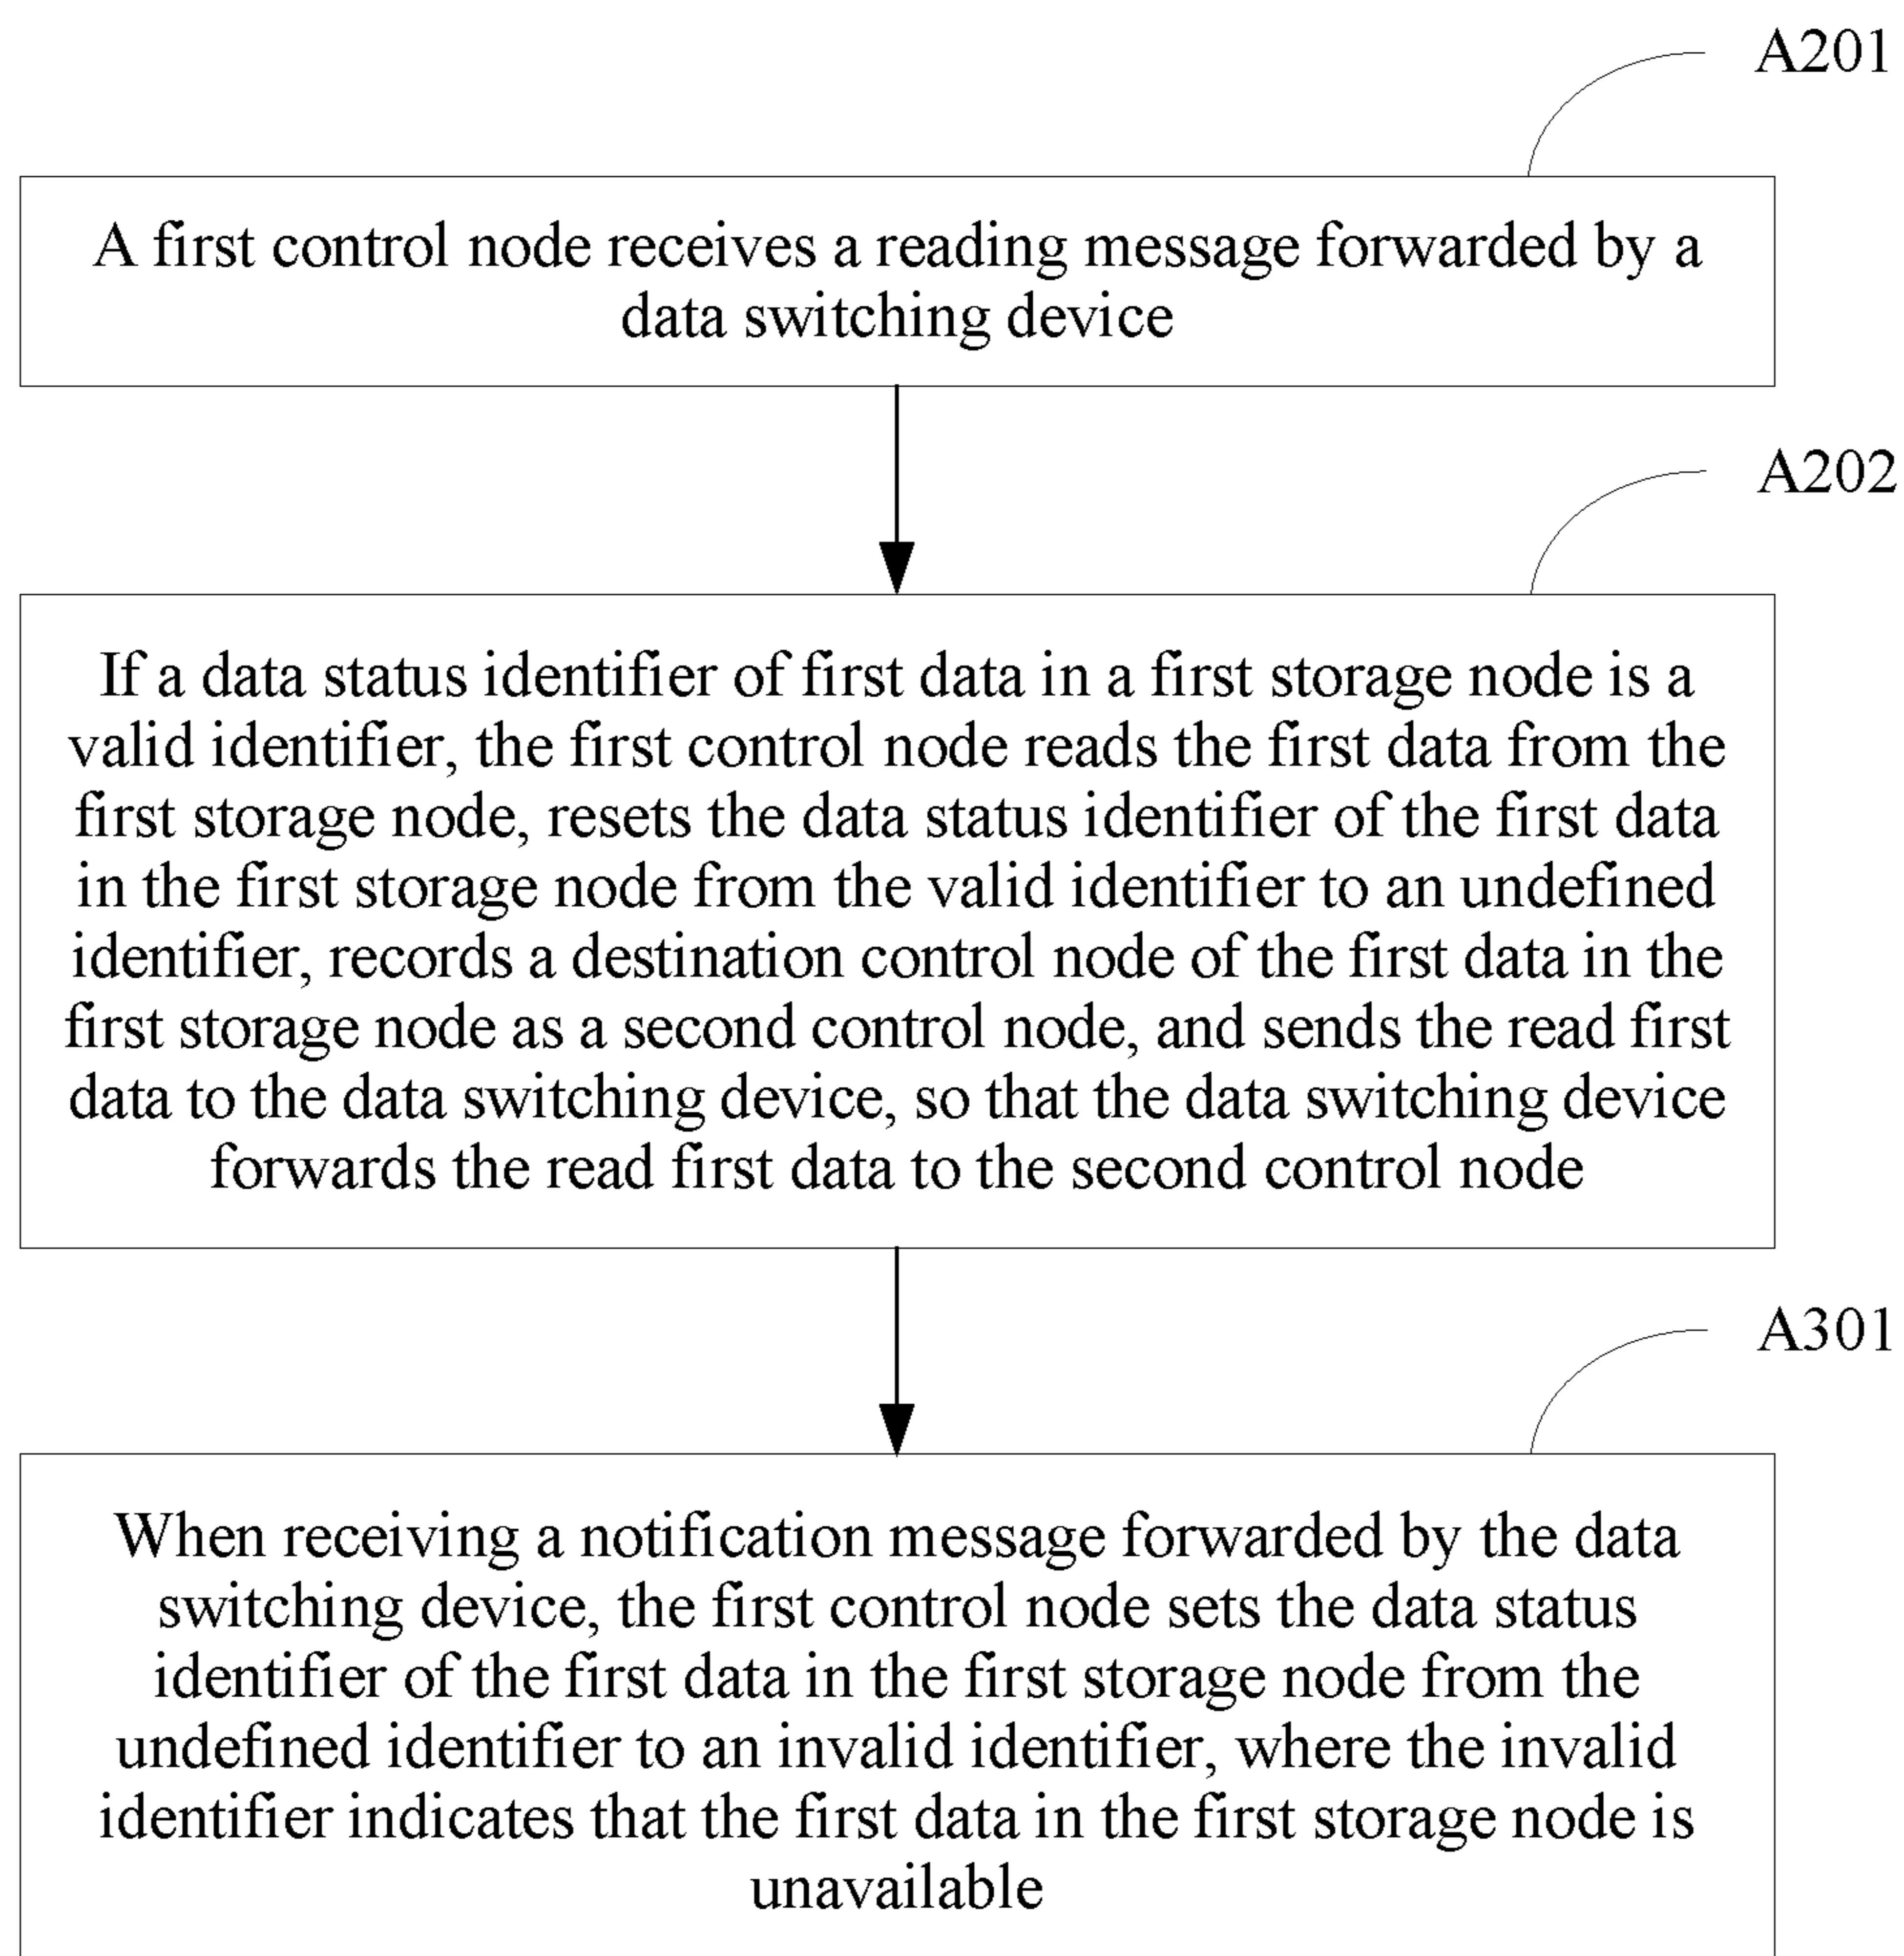 A201
A first control node receives a reading message forwarded by a
data switching device
A202
If a data status identifier of first data in a first storage node is a
valid identifier, the first control node reads the first data from the
first storage node, resets the data status identifier of the first data
in the first storage node from the valid identifier to an undefined
identifier, records a destination control node of the first data in the
first storage node as a second control node, and sends the read first
data to the data switching device, so that the data switching device
forwards the read first data to the second control node
A301
When receiving a notification message forwarded by the data
switching device, the first control node sets the data status
identifier of the first data in the first storage node from the
undefined identifier to an invalid identifier, where the invalid
identifier indicates that the first data in the first storage node is
unavailable